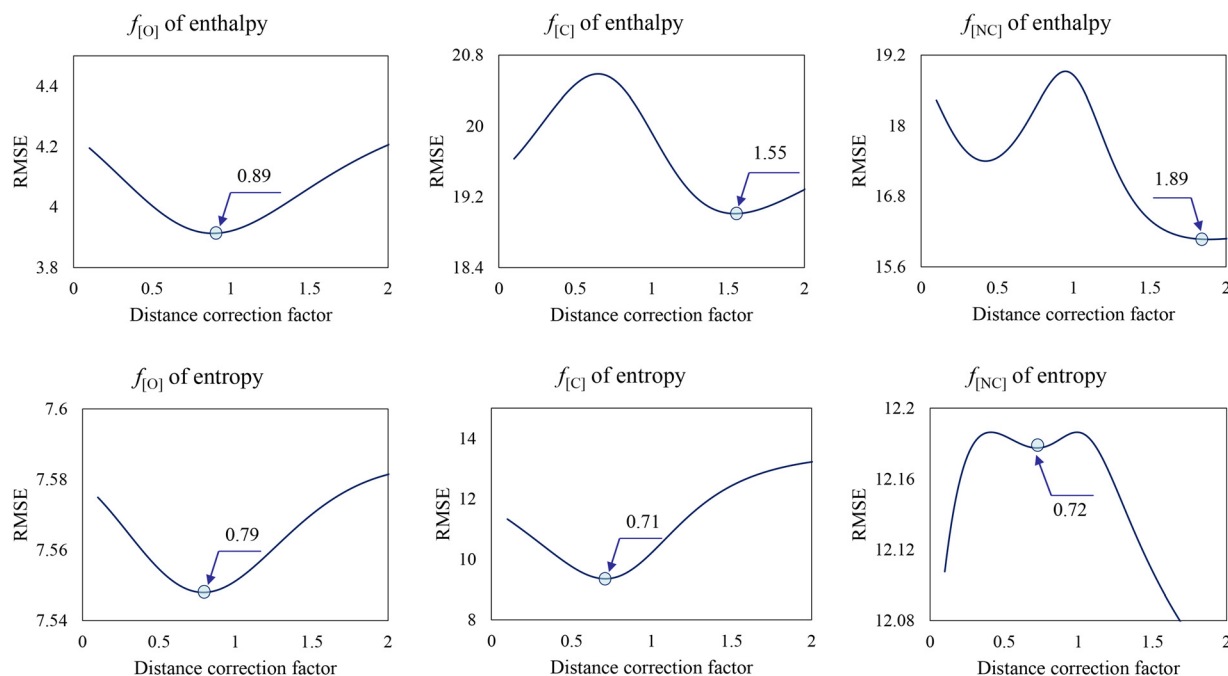 f[O] of enthalpy
4.4
4.2
4
3.8
RMSE
0.89
0 0.5 1 1.5 2
Distance correction factor
f[C] of enthalpy
20.8
20
19.2
18.4
RMSE
1.55
0 0.5 1 1.5 2
Distance correction factor
f[NC] of enthalpy
19.2
18
16.8
15.6
RMSE
1.89
0 0.5 1 1.5 2
Distance correction factor
f[O] of entropy
7.6
7.58
7.56
7.54
RMSE
0.79
0 0.5 1 1.5 2
Distance correction factor
f[C] of entropy
14
12
10
8
RMSE
0.71
0 0.5 1 1.5 2
Distance correction factor
f[NC] of entropy
12.2
12.16
12.12
12.08
RMSE
0.72
0 0.5 1 1.5 2
Distance correction factor